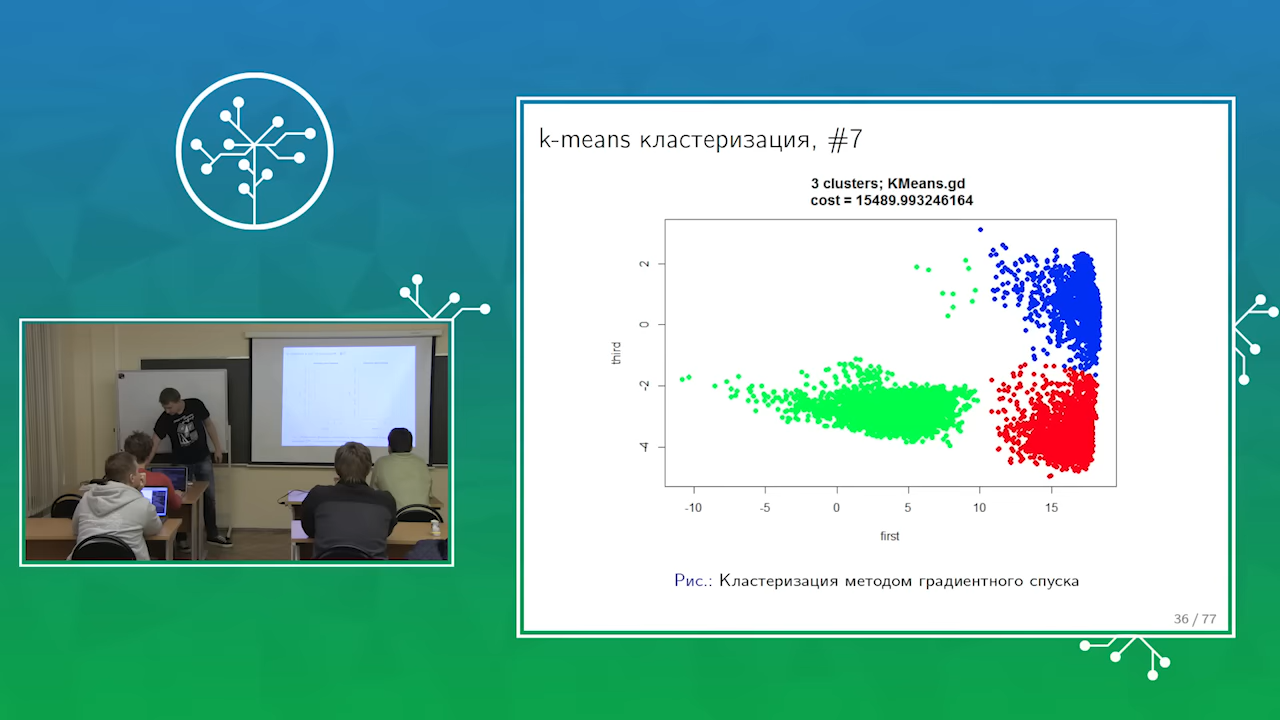 k-means кластеризация, #7
3 clusters; KMeans.gd
cost = 15489.993246164
third
2
0
-2
-4
-10
-5
0
5
10
15
first
Рис.: Кластеризация методом градиентного спуска
36 / 77